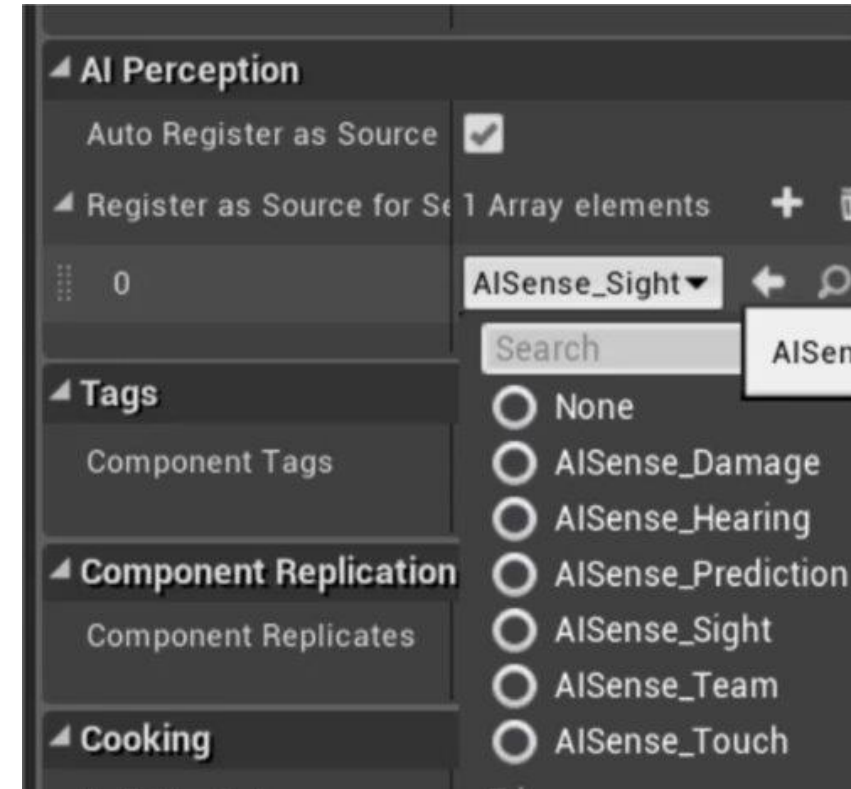 AI Perception
Auto Register as Source
Register as Source for Se 1 Array elements
0 AISense_Sight
Search AISen
Tags
None
Component Tags
AISense_Damage
AISense_Hearing
Component Replication
AISense_Prediction
Component Replicates
AISense_Sight
AISense_Team
Cooking
AISense_Touch